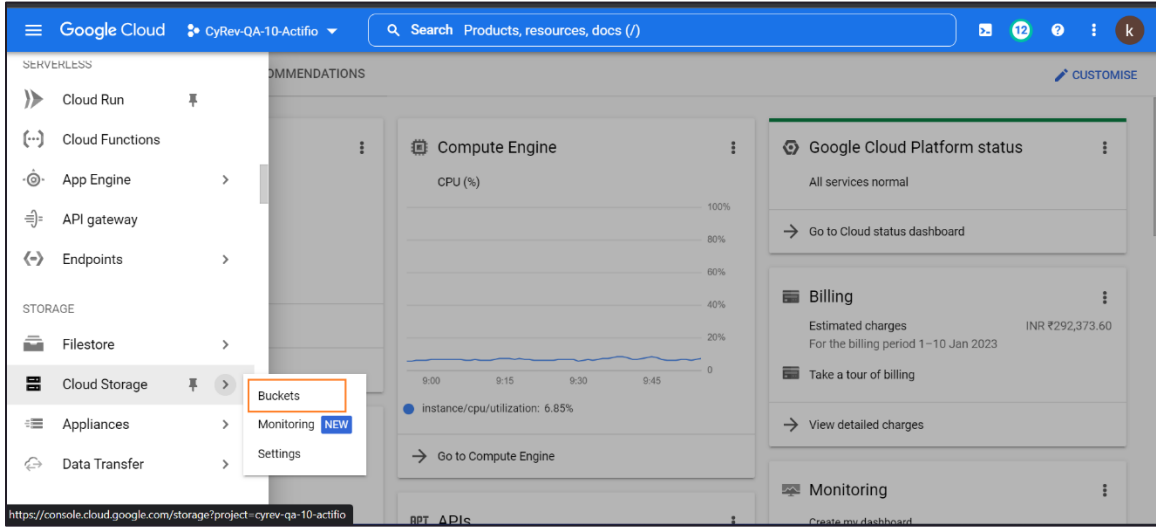 Google Cloud
CyRev-QA-10-Actifio
Search Products, resources, docs (/)
12
k
SERVERLESS
Cloud Run
Cloud Functions
App Engine
API gateway
Endpoints
STORAGE
Filestore
Cloud Storage
Appliances
Data Transfer
Buckets
Monitoring NEW
Settings
https://console.cloud.google.com/storage?project=cyrev-qa-10-actifio
OMMENDATIONS
CUSTOMISE
Compute Engine
CPU (%)
100%
80%
60%
40%
20%
0
9:00 9:15 9:30 9:45
instance/cpu/utilization: 6.85%
Go to Compute Engine
API APIs
Google Cloud Platform status
All services normal
Go to Cloud status dashboard
Billing
Estimated charges INR ₹292,373.60
For the billing period 1–10 Jan 2023
Take a tour of billing
View detailed charges
Monitoring
Create my dashboard